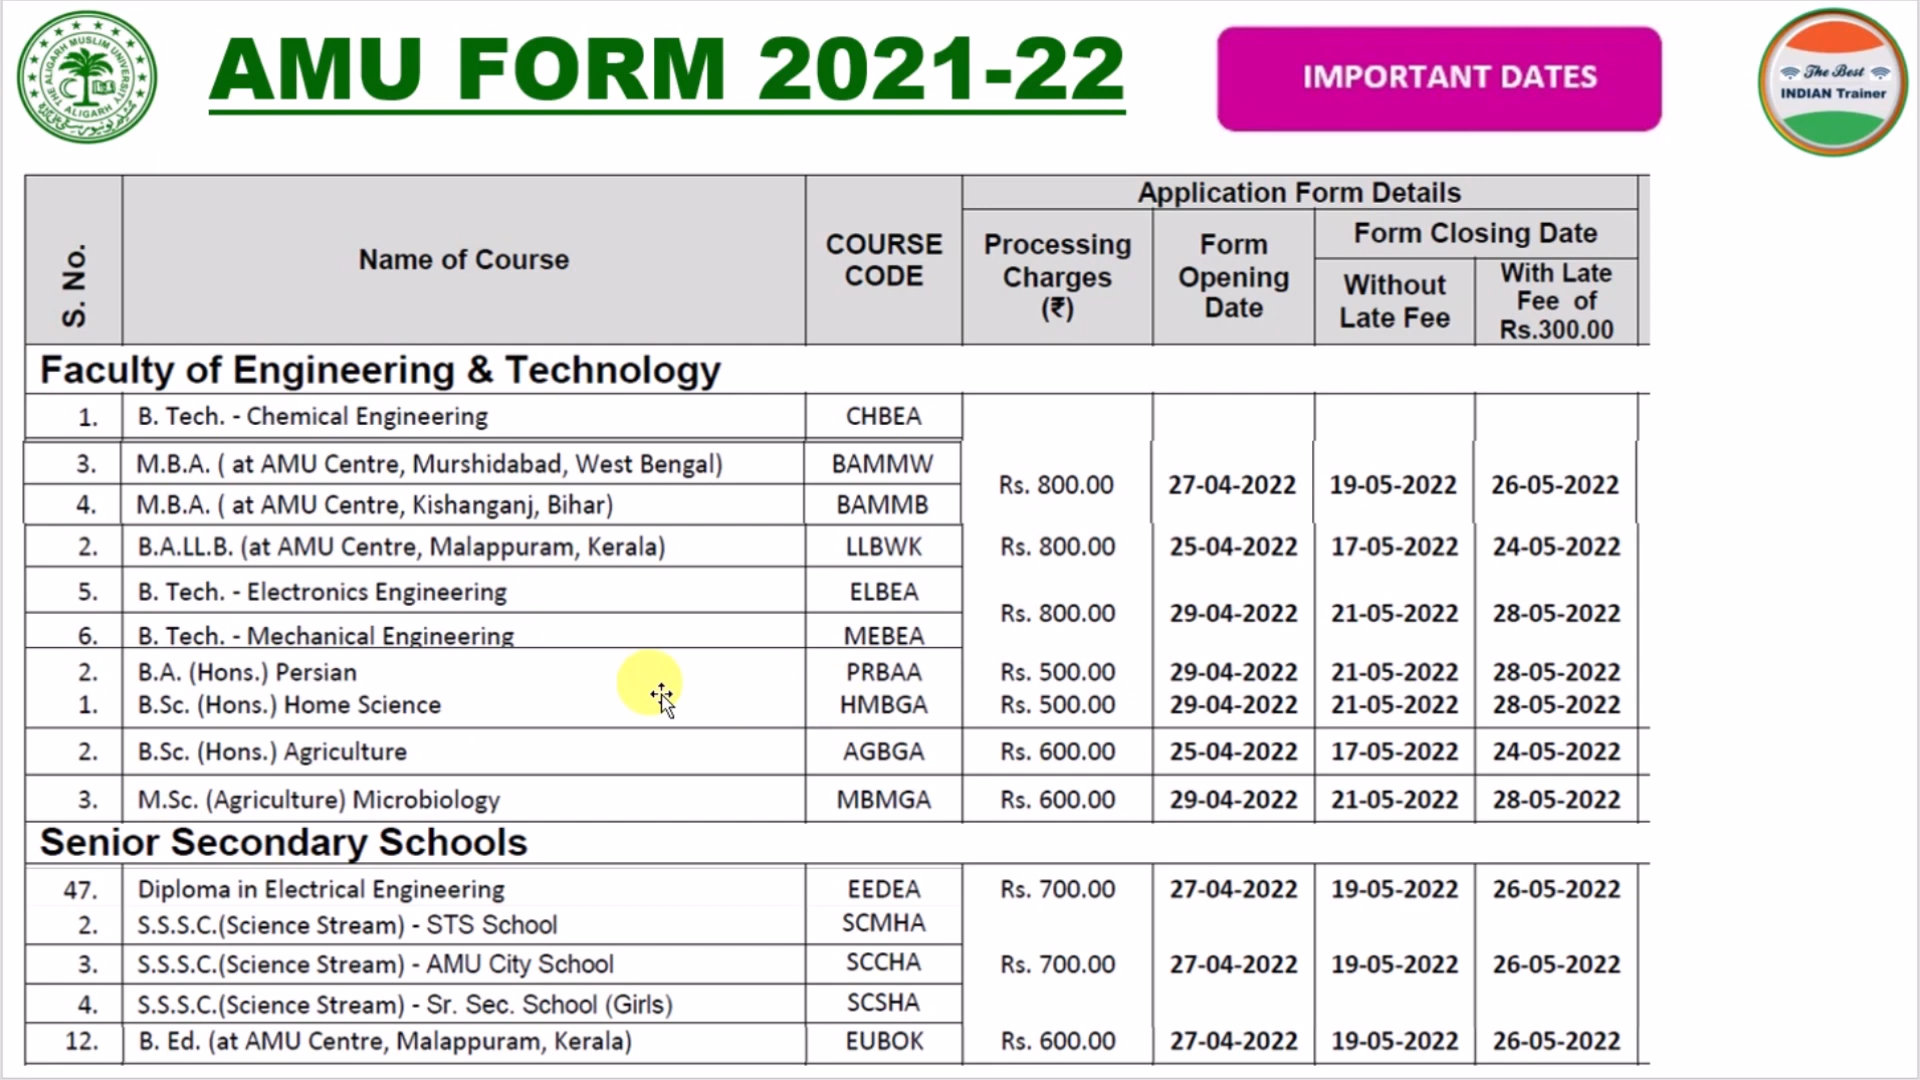 AMU FORM 2021-22
IMPORTANT DATES
The Best
INDIAN Trainer
THE ALIGARH MUSLIM UNIVERSITY ALIGARH
S. No.
Name of Course
COURSE CODE
Application Form Details
Processing Charges (₹)
Form Opening Date
Form Closing Date
Without Late Fee
With Late Fee of Rs.300.00
Faculty of Engineering & Technology
1. B. Tech. - Chemical Engineering CHBEA
3. M.B.A. ( at AMU Centre, Murshidabad, West Bengal) BAMMW
Rs. 800.00 27-04-2022 19-05-2022 26-05-2022
4. M.B.A. ( at AMU Centre, Kishanganj, Bihar) BAMMB
2. B.A.LL.B. (at AMU Centre, Malappuram, Kerala) LLBWK Rs. 800.00 25-04-2022 17-05-2022 24-05-2022
5. B. Tech. - Electronics Engineering ELBEA
Rs. 800.00 29-04-2022 21-05-2022 28-05-2022
6. B. Tech. - Mechanical Engineering MEBEA
2. B.A. (Hons.) Persian PRBAA Rs. 500.00 29-04-2022 21-05-2022 28-05-2022
1. B.Sc. (Hons.) Home Science HMBGA Rs. 500.00 29-04-2022 21-05-2022 28-05-2022
2. B.Sc. (Hons.) Agriculture AGBGA Rs. 600.00 25-04-2022 17-05-2022 24-05-2022
3. M.Sc. (Agriculture) Microbiology MBMGA Rs. 600.00 29-04-2022 21-05-2022 28-05-2022
Senior Secondary Schools
47. Diploma in Electrical Engineering EEDEA Rs. 700.00 27-04-2022 19-05-2022 26-05-2022
2. S.S.S.C.(Science Stream) - STS School SCMHA
3. S.S.S.C.(Science Stream) - AMU City School SCCHA Rs. 700.00 27-04-2022 19-05-2022 26-05-2022
4. S.S.S.C.(Science Stream) - Sr. Sec. School (Girls) SCSHA
12. B. Ed. (at AMU Centre, Malappuram, Kerala) EUBOK Rs. 600.00 27-04-2022 19-05-2022 26-05-2022